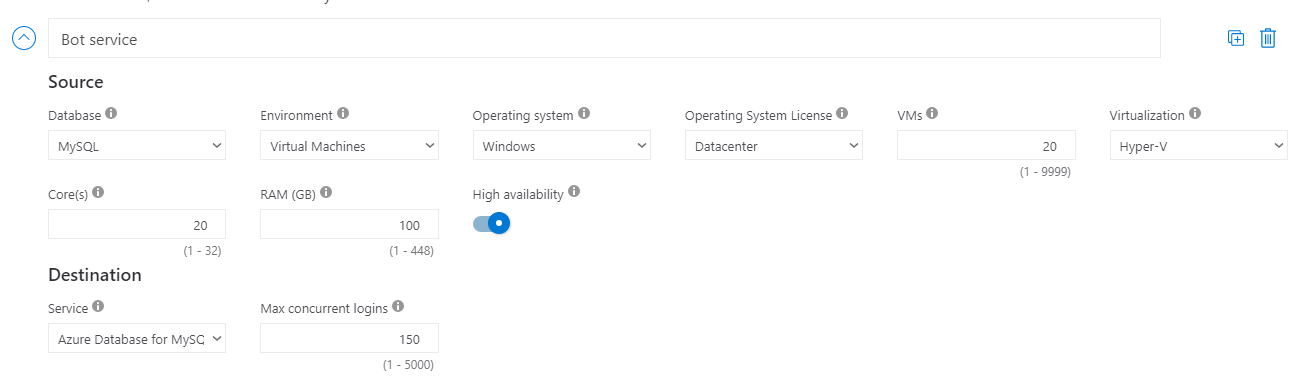 Bot service
Source
Database Environment Operating system Operating System License VMs Virtualization
MySQL Virtual Machines Windows Datacenter 20 Hyper-V
(1 - 9999)
Core(s) RAM (GB) High availability
20 100
(1 - 32) (1 - 448)
Destination
Service Max concurrent logins
Azure Database for MySQ 150
(1 - 5000)